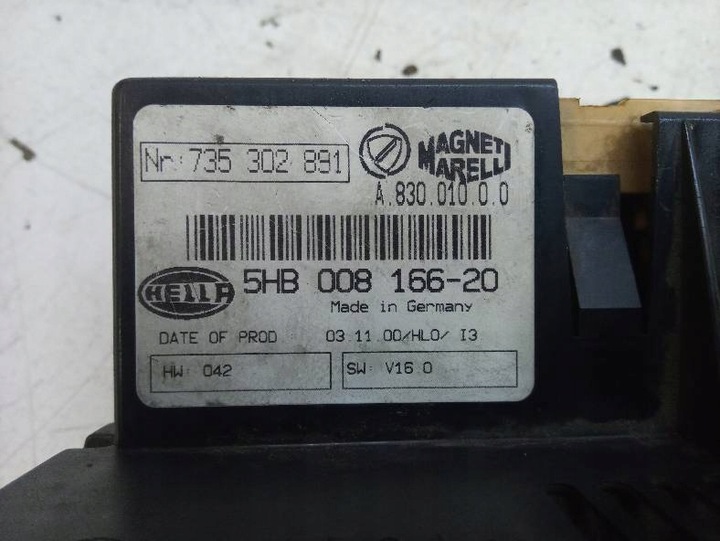 Nr: 735 302 891
MAGNETI
MARELLI
A.830.010.0.0
HELLA
5HB 008 166-20
Made in Germany
DATE OF PROD 03.11.00/HLO/ I3
HW: 042
SW: V16.0